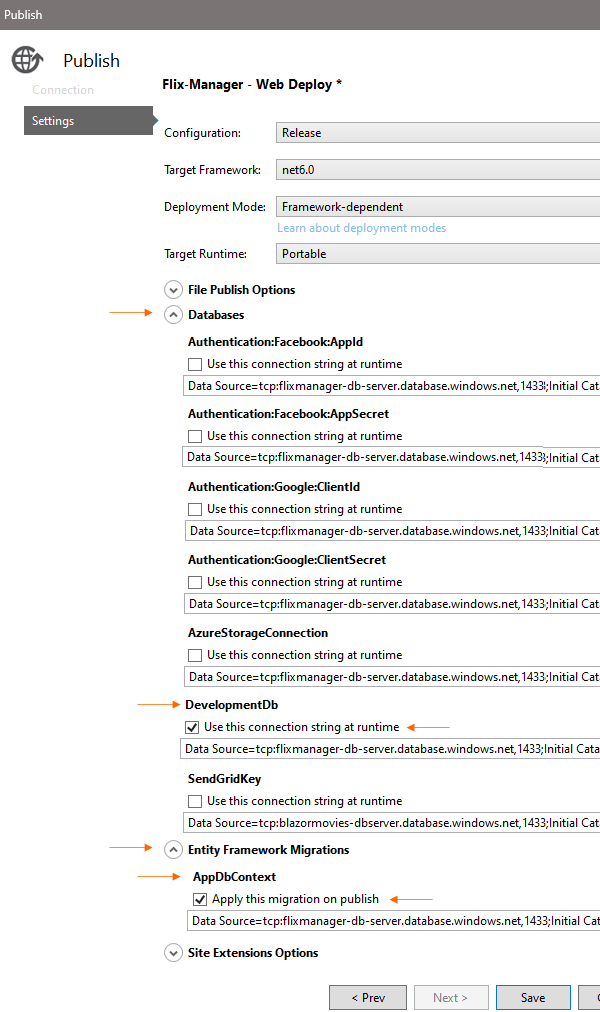 Publish
Publish
Connection
Flix-Manager - Web Deploy *
Settings
Configuration: Release
Target Framework: net6.0
Deployment Mode: Framework-dependent
Learn about deployment modes
Target Runtime: Portable
File Publish Options
Databases
Authentication:Facebook:AppId
Use this connection string at runtime
Data Source=tcp:flixmanager-db-server.database.windows.net,1433;Initial Cata
Authentication:Facebook:AppSecret
Use this connection string at runtime
Data Source=tcp:flixmanager-db-server.database.windows.net,1433;Initial Cata
Authentication:Google:ClientId
Use this connection string at runtime
Data Source=tcp:flixmanager-db-server.database.windows.net,1433;Initial Cata
Authentication:Google:ClientSecret
Use this connection string at runtime
Data Source=tcp:flixmanager-db-server.database.windows.net,1433;Initial Cata
AzureStorageConnection
Use this connection string at runtime
Data Source=tcp:flixmanager-db-server.database.windows.net,1433;Initial Cata
DevelopmentDb
Use this connection string at runtime
Data Source=tcp:flixmanager-db-server.database.windows.net,1433;Initial Cata
SendGridKey
Use this connection string at runtime
Data Source=tcp:blazormovies-dbserver.database.windows.net,1433;Initial Cata
Entity Framework Migrations
AppDbContext
Apply this migration on publish
Data Source=tcp:flixmanager-db-server.database.windows.net,1433;Initial Cata
Site Extensions Options
< Prev Next > Save